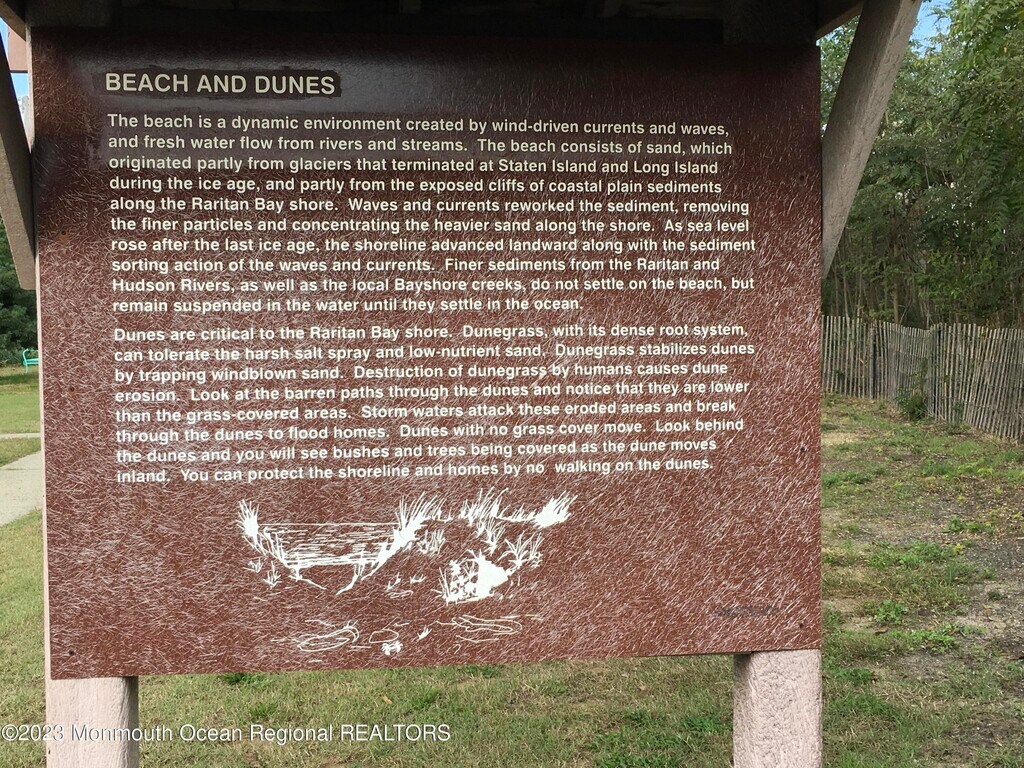 BEACH AND DUNES
The beach is a dynamic environment created by wind-driven currents and waves,
and fresh water flow from rivers and streams. The beach consists of sand, which
originated partly from glaciers that terminated at Staten Island and Long Island
during the ice age, and partly from the exposed cliffs of coastal plain sediments
along the Raritan Bay shore. Waves and currents reworked the sediment, removing
the finer particles and concentrating the heavier sand along the shore. As sea level
rose after the last ice age, the shoreline advanced landward along with the sediment
sorting action of the waves and currents. Finer sediments from the Raritan and
Hudson Rivers, as well as the local Bayshore creeks, do not settle on the beach, but
remain suspended in the water until they settle in the ocean.
Dunes are critical to the Raritan Bay shore. Dunegrass, with its dense root system,
can tolerate the harsh salt spray and low-nutrient sand. Dunegrass stabilizes dunes
by trapping windblown sand. Destruction of dunegrass by humans causes dune
erosion. Look at the barren paths through the dunes and notice that they are lower
than the grass-covered areas. Storm waters attack these eroded areas and break
through the dunes to flood homes. Dunes with no grass cover move. Look behind
the dunes and you will see bushes and trees being covered as the dune moves
inland. You can protect the shoreline and homes by no walking on the dunes.
©2023 Monmouth Ocean Regional REALTORS